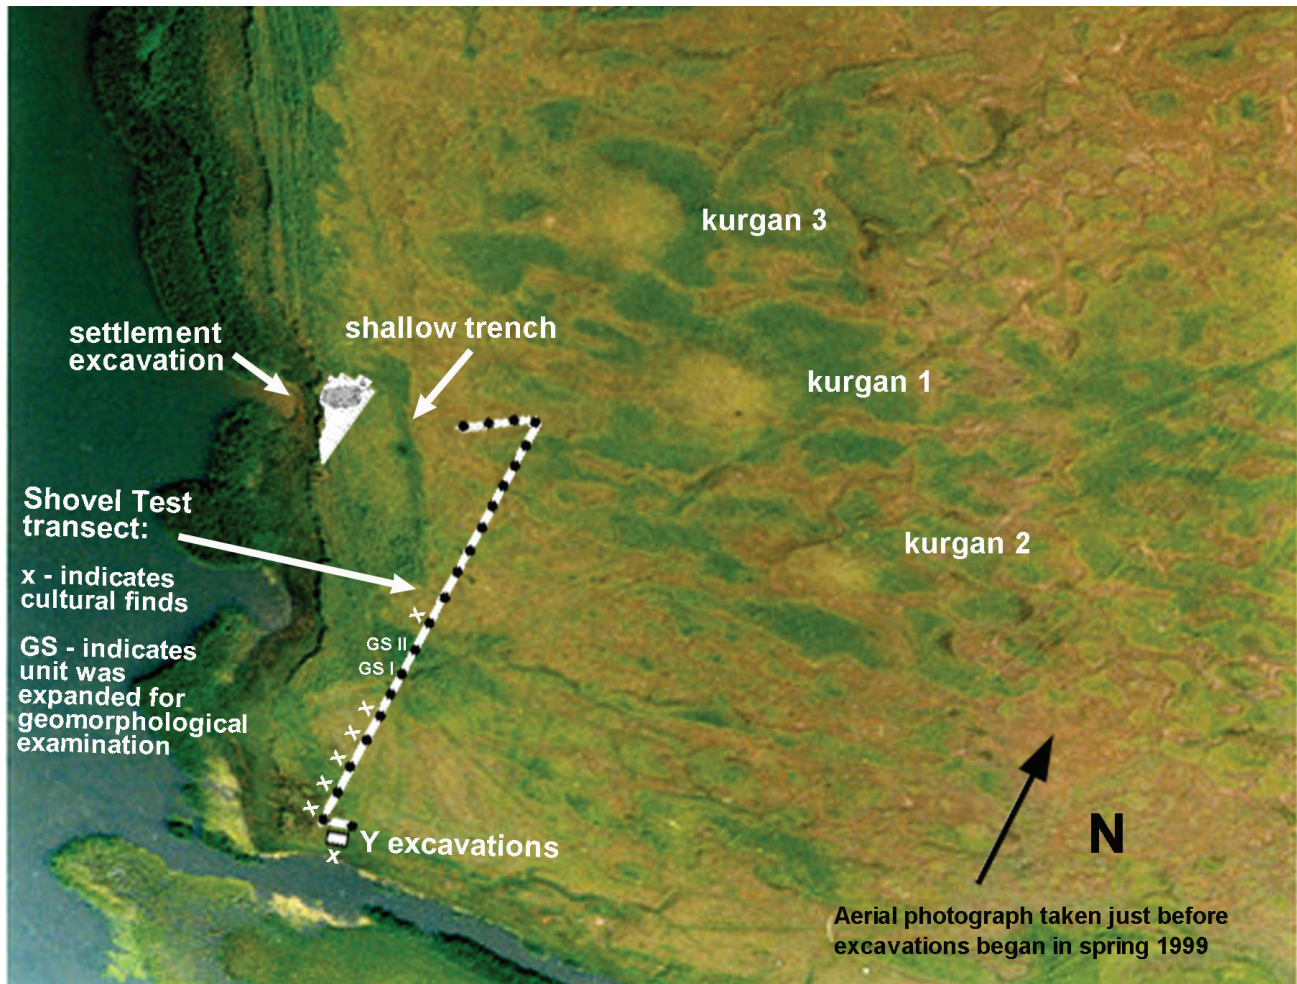 kurgan 3
settlement
excavation
shallow trench
kurgan 1
Shovel Test
transect:
kurgan 2
x - indicates
cultural finds
x
GS - indicates
unit was
expanded for
geomorphological
examination
GS II
GS I
x
x
x
x
x
Y excavations
x
N
Aerial photograph taken just before
excavations began in spring 1999